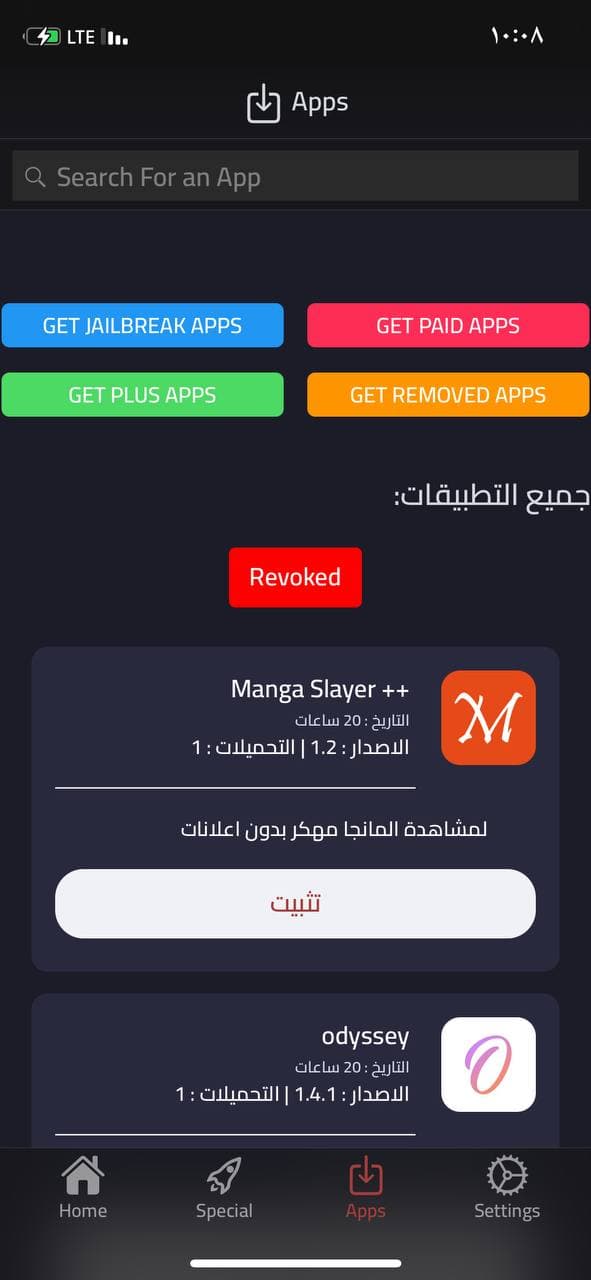 LTE
١٠:٠٨
Apps
Search For an App
GET JAILBREAK APPS
GET PAID APPS
GET PLUS APPS
GET REMOVED APPS
جميع التطبيقات:
Revoked
Manga Slayer ++
التاريخ : 20 ساعات
الاصدار : 1.2 | التحميلات : 1
لمشاهدة المانجا مهكر بدون اعلانات
تثبيت
odyssey
التاريخ : 20 ساعات
الاصدار : 1.4.1 | التحميلات : 1
Home
Special
Apps
Settings